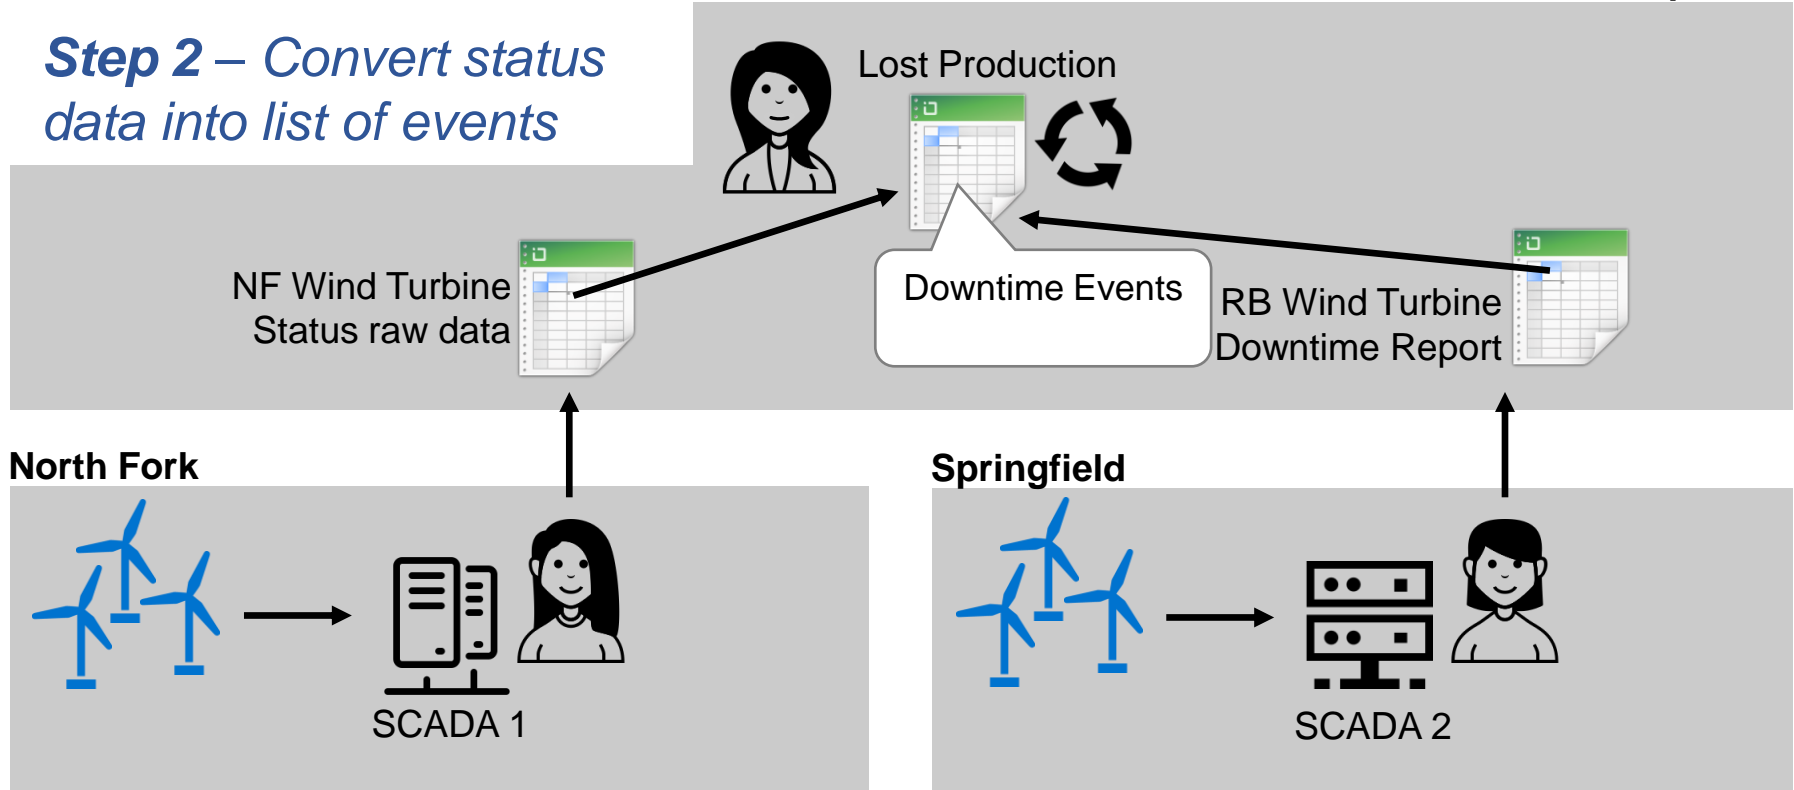 Step 2 – Convert status
data into list of events
Lost Production
NF Wind Turbine
Status raw data
Downtime Events
RB Wind Turbine
Downtime Report
North Fork
Springfield
SCADA 1
SCADA 2